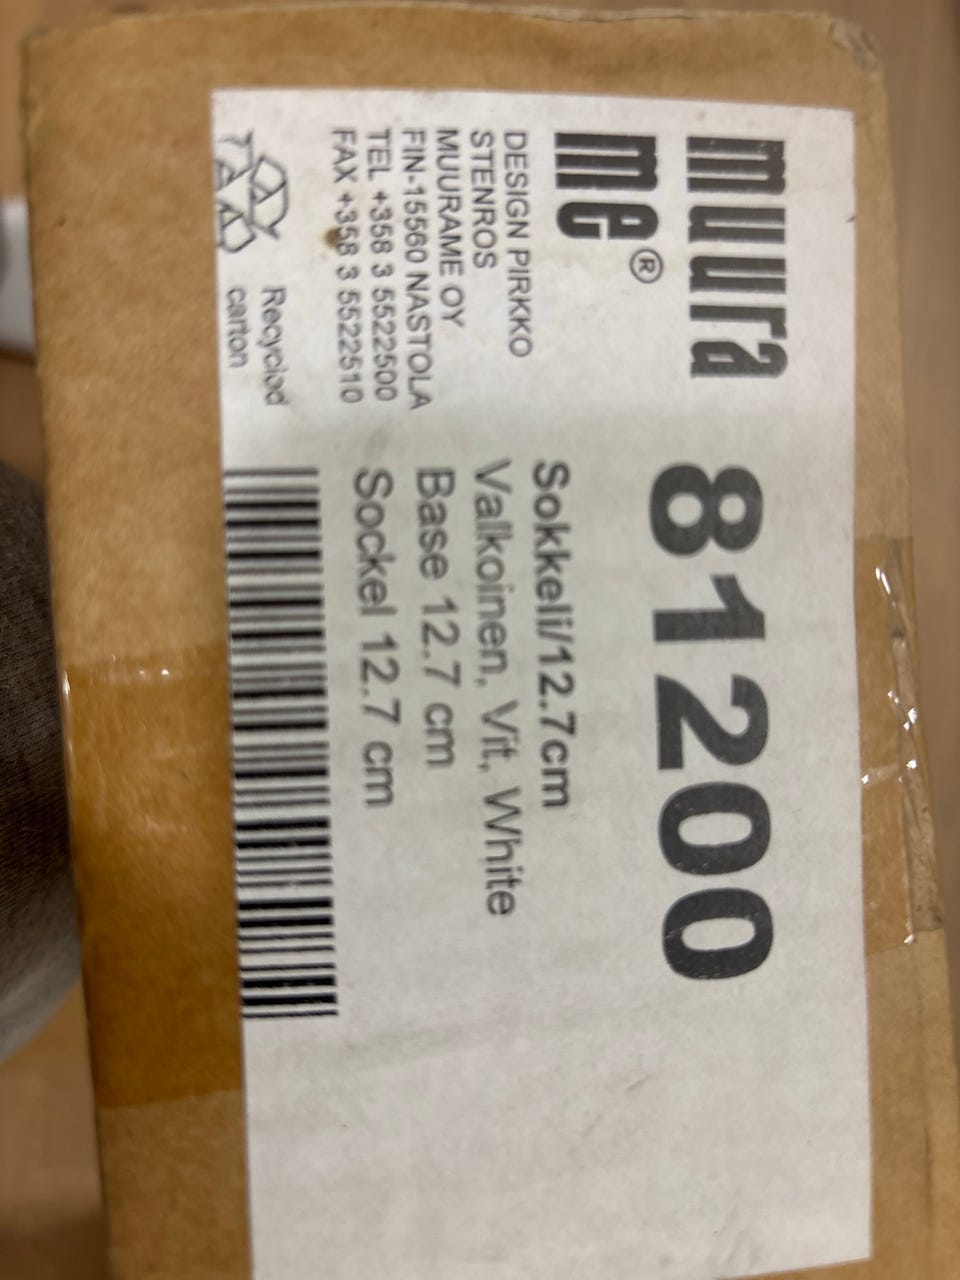 muura
me®
DESIGN PIRKKO
STENROS
MUURAME OY
FIN-15560 NASTOLA
TEL +358 3 5522500
FAX +358 3 5522510
Recycled
carton
81200
Sokkeli/12.7cm
Valkoinen, Vit, White
Base 12.7 cm
Sockel 12.7 cm